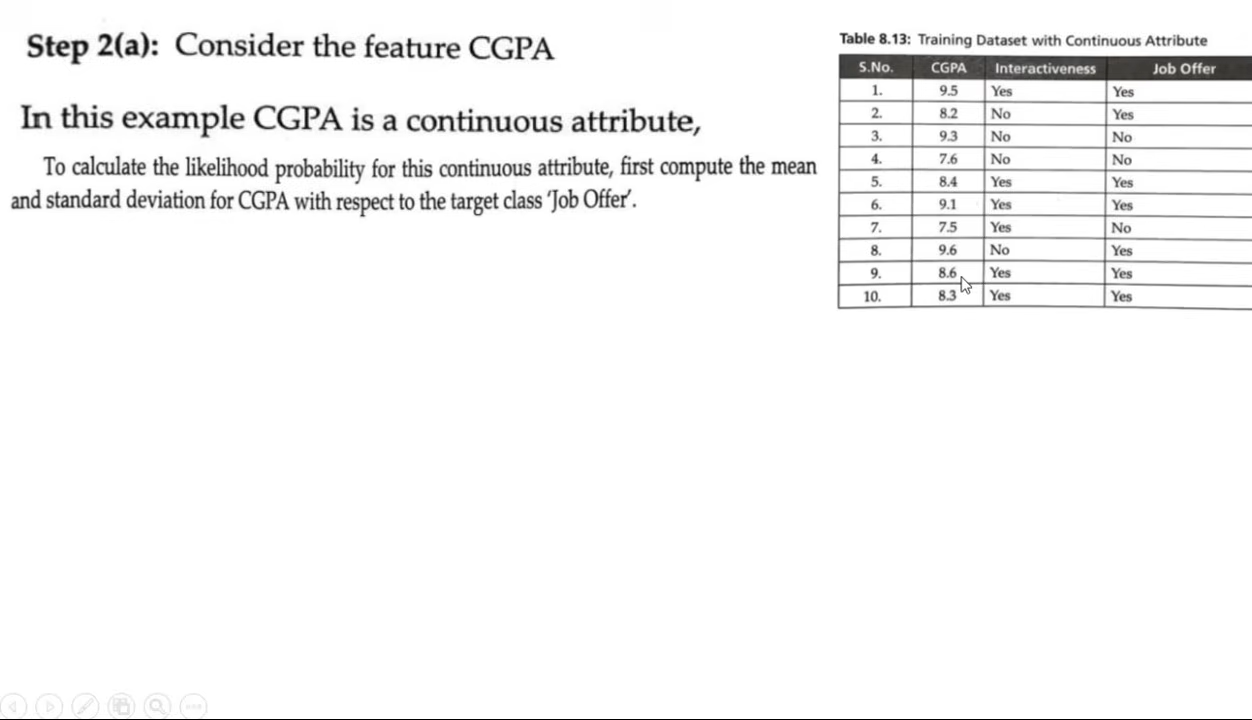 Step 2(a): Consider the feature CGPA
In this example CGPA is a continuous attribute,
To calculate the likelihood probability for this continuous attribute, first compute the mean
and standard deviation for CGPA with respect to the target class 'Job Offer'.
Table 8.13: Training Dataset with Continuous Attribute
S.No. CGPA Interactiveness Job Offer
1. 9.5 Yes Yes
2. 8.2 No Yes
3. 9.3 No No
4. 7.6 No No
5. 8.4 Yes Yes
6. 9.1 Yes Yes
7. 7.5 Yes No
8. 9.6 No Yes
9. 8.6 Yes Yes
10. 8.3 Yes Yes